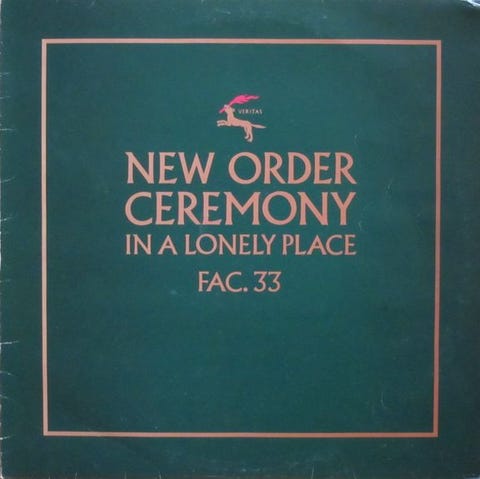 VERITAS
NEW ORDER
CEREMONY
IN A LONELY PLACE
FAC. 33